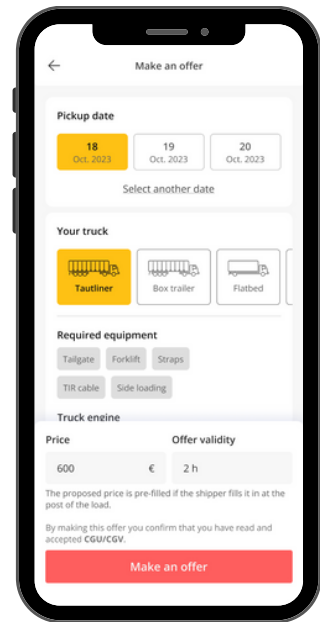 Make an offer
Pickup date
18 19 20
Oct. 2023 Oct. 2023 Oct. 2023
Select another date
Your truck
Tautliner Box trailer Flatbed
Required equipment
Tailgate Forklift Straps
TIR cable Side loading
Truck engine
Price Offer validity
600 € 2 h
The proposed price is pre-filled if the shipper fills it in at the
post of the load.
By making this offer you confirm that you have read and
accepted CGU/CGV.
Make an offer